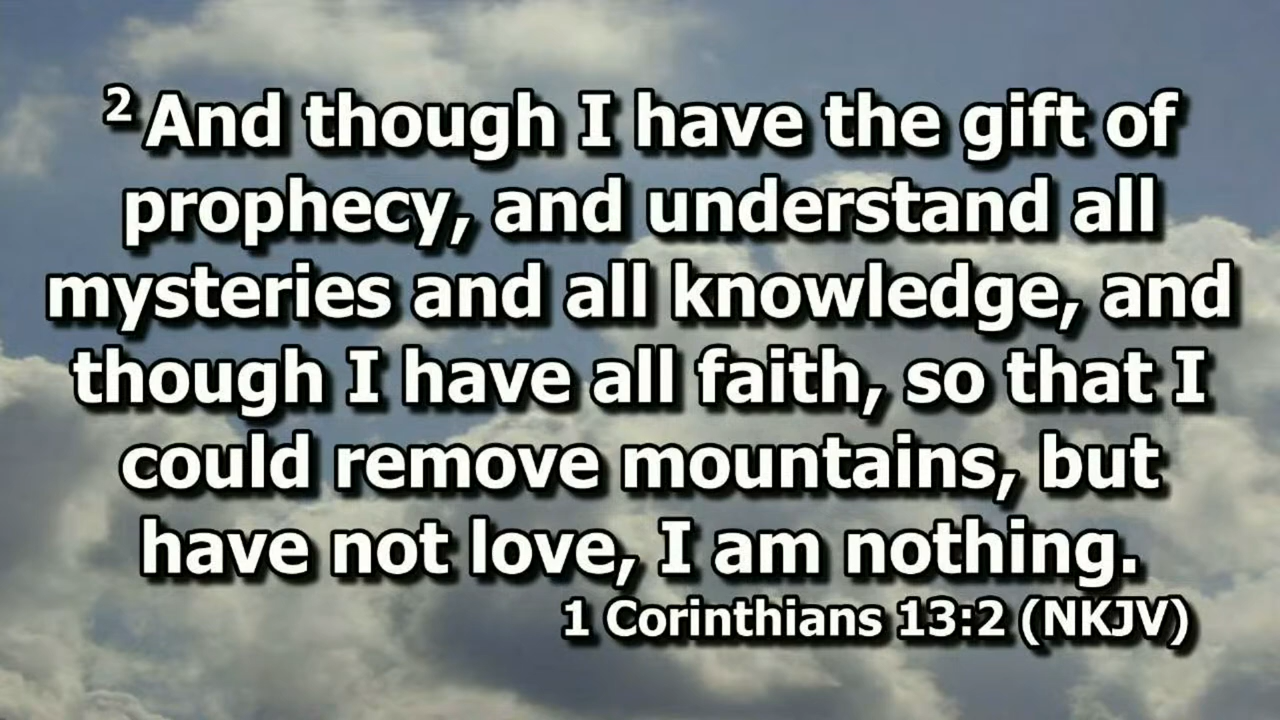 ² And though I have the gift of
prophecy, and understand all
mysteries and all knowledge, and
though I have all faith, so that I
could remove mountains, but
have not love, I am nothing.
1 Corinthians 13:2 (NKJV)